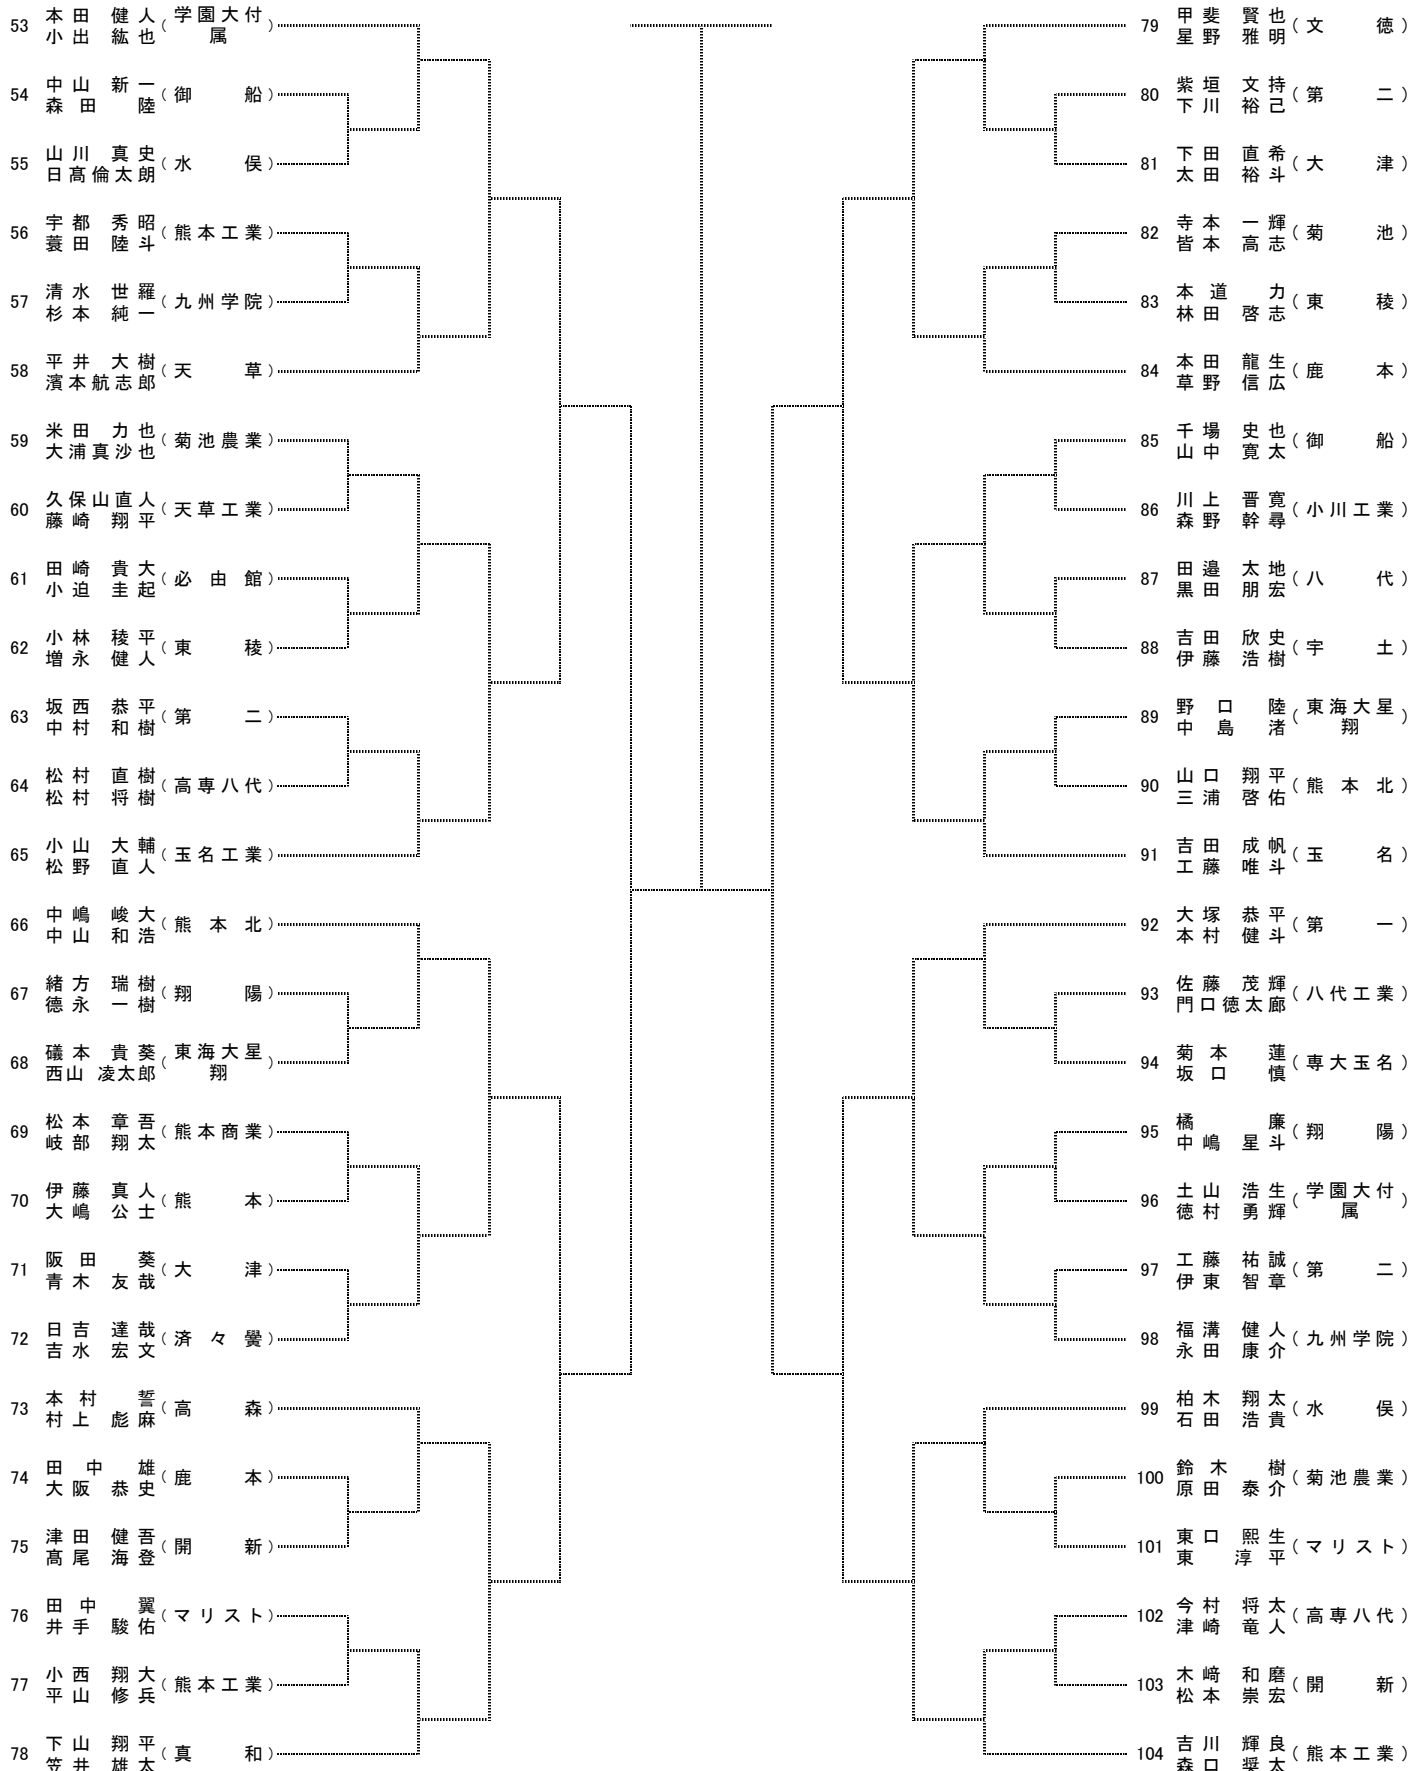 53 本田 健人 (学園大付属)
小出 紘也
54 中山 新一 (御船)
森田 陸
55 山川 真史 (水俣)
日髙倫太朗
56 宇都 秀昭 (熊本工業)
蓑田 陸斗
57 清水 世羅 (九州学院)
杉本 純一
58 平井 大樹 (天草)
濱本航志郎
59 米田 力也 (菊池農業)
大浦真沙也
60 久保山直人 (天草工業)
藤崎 翔平
61 田崎 貴大 (必由館)
小迫 圭起
62 小林 稜平 (東稜)
増永 健人
63 坂西 恭平 (第二)
中村 和樹
64 松村 直樹 (高専八代)
松村 将樹
65 小山 大輔 (玉名工業)
松野 直人
66 中嶋 峻大 (熊本北)
中山 和浩
67 緒方 瑞樹 (翔陽)
德永 一樹
68 礒本 貴葵 (東海大星翔)
西山 凌太郎
69 松本 章吾 (熊本商業)
岐部 翔太
70 伊藤 真人 (熊本)
大嶋 公士
71 阪田 葵 (大津)
青木 友哉
72 日吉 達哉 (済々黌)
吉水 宏文
73 本村 誓 (高森)
村上 彪麻
74 田中 雄 (鹿本)
大阪 恭史
75 津田 健吾 (開新)
髙尾 海登
76 田中 翼 (マリスト)
井手 駿佑
77 小西 翔大 (熊本工業)
平山 修兵
78 下山 翔平 (真和)
笠井 雄太
79 甲斐 賢也 (文徳)
星野 雅明
80 紫垣 文持 (第二)
下川 裕己
81 下田 直希 (大津)
太田 裕斗
82 寺本 一輝 (菊池)
皆本 高志
83 本道 力 (東稜)
林田 啓志
84 本田 龍生 (鹿本)
草野 信広
85 千場 史也 (御船)
山中 寛太
86 川上 晋寛 (小川工業)
森野 幹尋
87 田邉 太地 (八代)
黒田 朋宏
88 吉田 欣史 (宇土)
伊藤 浩樹
89 野口 陸 (東海大星翔)
中島 渚
90 山口 翔平 (熊本北)
三浦 啓佑
91 吉田 成帆 (玉名)
工藤 唯斗
92 大塚 恭平 (第一)
本村 健斗
93 佐藤 茂輝 (八代工業)
門口徳太廊
94 菊本 蓮 (専大玉名)
坂口 慎
95 橘 廉 (翔陽)
中嶋 星斗
96 土山 浩生 (学園大付属)
徳村 勇輝
97 工藤 祐誠 (第二)
伊東 智章
98 福溝 健人 (九州学院)
永田 康介
99 柏木 翔太 (水俣)
石田 浩貴
100 鈴木 樹 (菊池農業)
原田 泰介
101 東口 熙生 (マリスト)
東 淳平
102 今村 将太 (高専八代)
津崎 竜人
103 木﨑 和磨 (開新)
松本 崇宏
104 吉川 輝良 (熊本工業)
森口 奨太